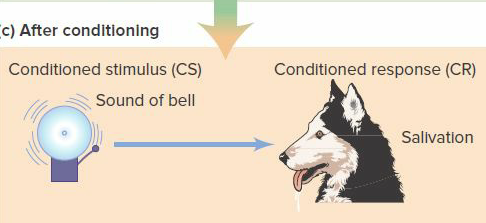 c) After conditioning
Conditioned stimulus (CS)
Conditioned response (CR)
Sound of bell
Salivation